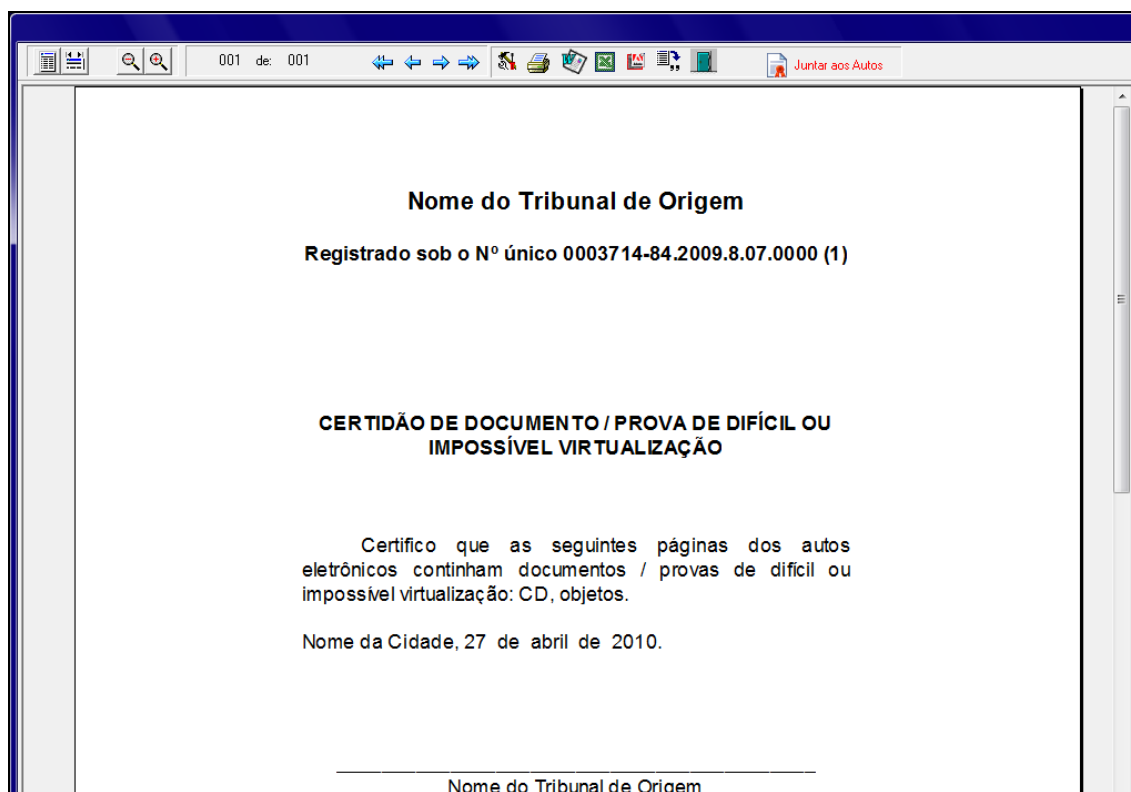 001 de: 001 Juntar aos Autos
Nome do Tribunal de Origem
Registrado sob o Nº único 0003714-84.2009.8.07.0000 (1)
CERTIDÃO DE DOCUMENTO / PROVA DE DIFÍCIL OU
IMPOSSÍVEL VIRTUALIZAÇÃO
Certifico que as seguintes páginas dos autos
eletrônicos continham documentos / provas de difícil ou
impossível virtualização: CD, objetos.
Nome da Cidade, 27 de abril de 2010.
Nome do Tribunal de Origem